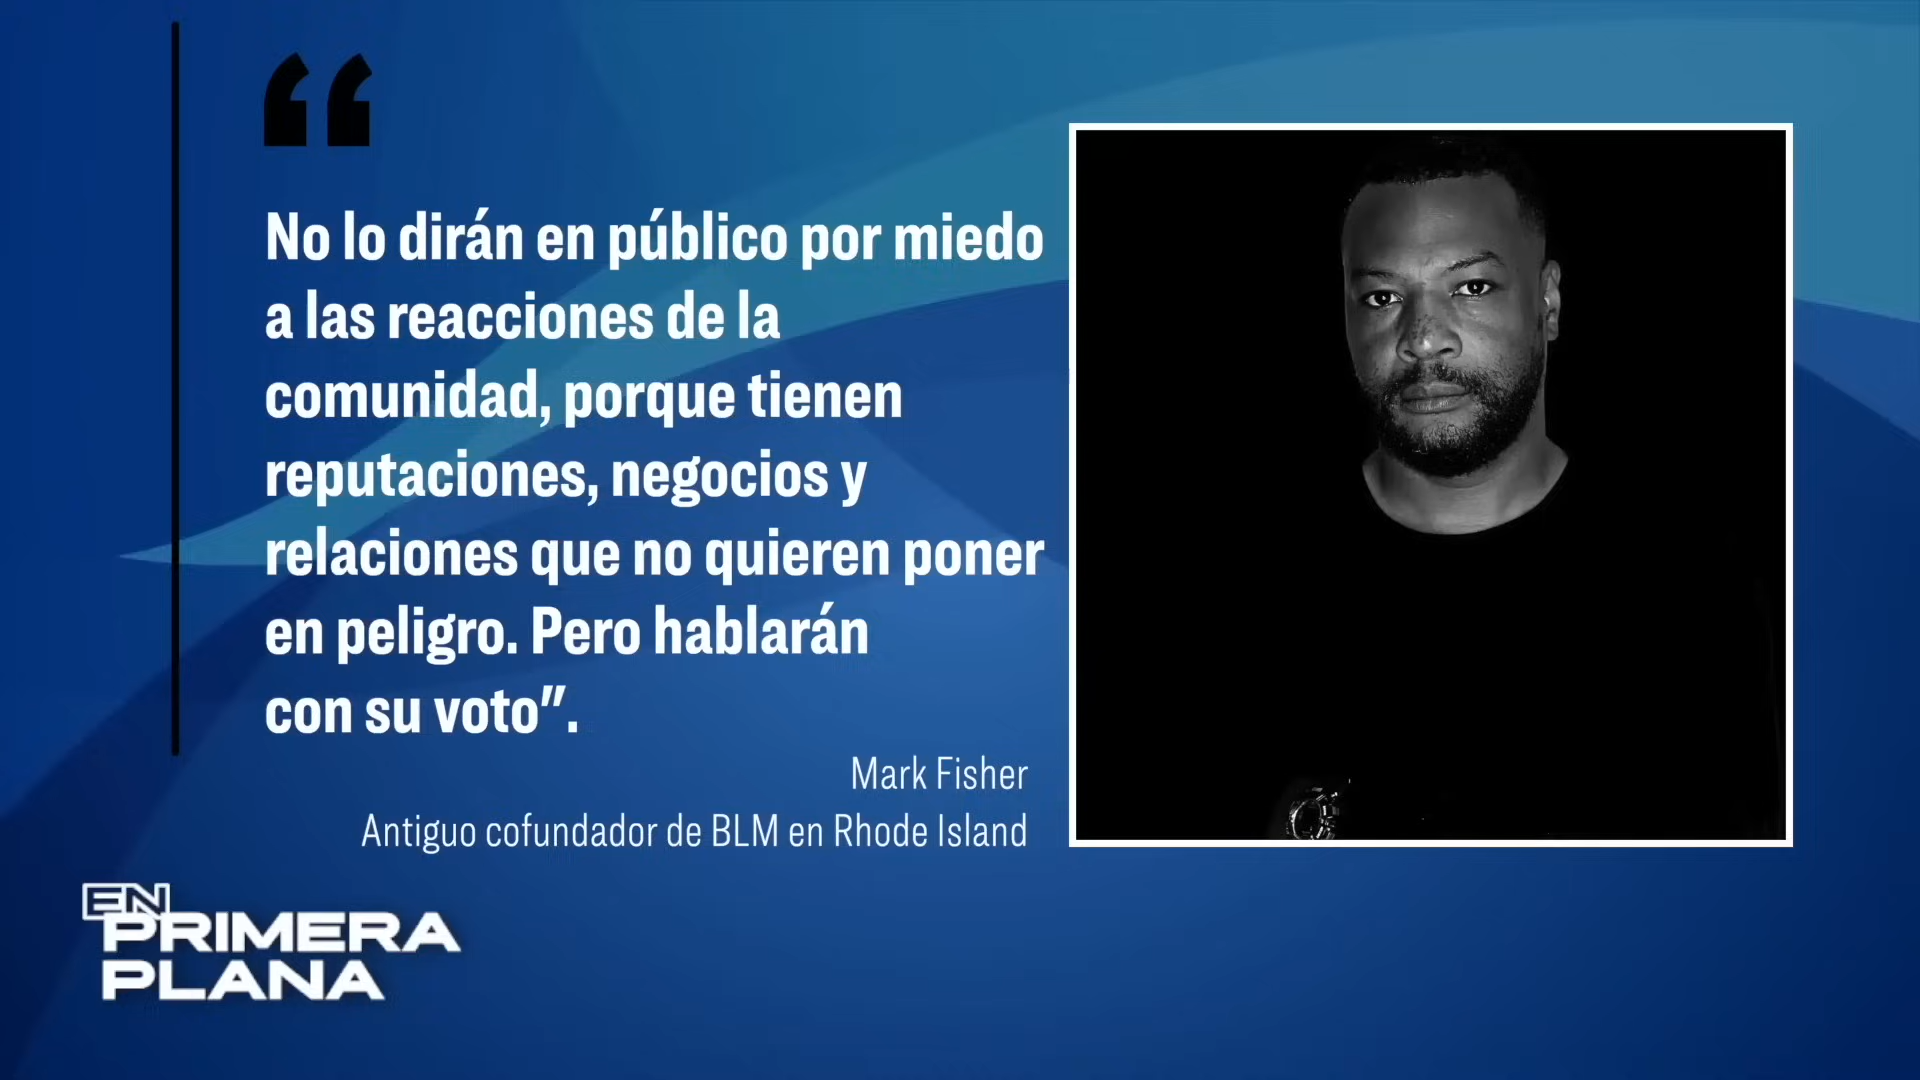 “
No lo dirán en público por miedo
a las reacciones de la
comunidad, porque tienen
reputaciones, negocios y
relaciones que no quieren poner
en peligro. Pero hablarán
con su voto”.
Mark Fisher
Antiguo cofundador de BLM en Rhode Island
EN
PRIMERA
PLANA